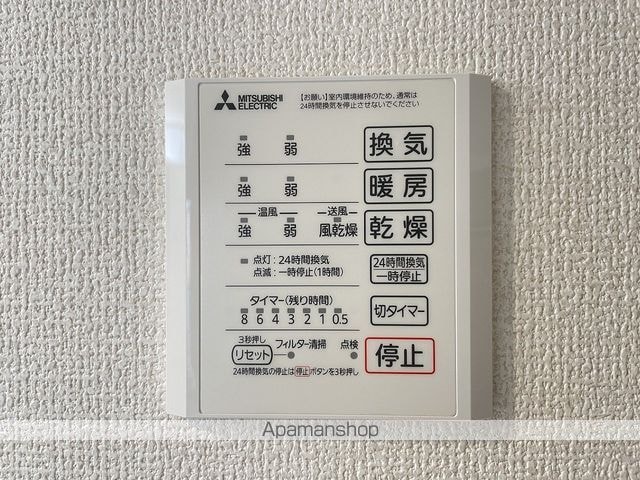 MITSUBISHI
ELECTRIC
【お願い】室内環境維持のため、通常は
24時間換気を停止させないでください
強 弱 換気
強 弱 暖房
温風 送風
強 弱 風乾燥 乾燥
点灯:24時間換気
点滅:一時停止(1時間)
24時間換気
一時停止
タイマー(残り時間)
8 6 4 3 2 1 0.5
切タイマー
3秒押し
リセット フィルター清掃 点検
停止
24時間換気の停止は停止ボタンを3秒押し
Apamanshop